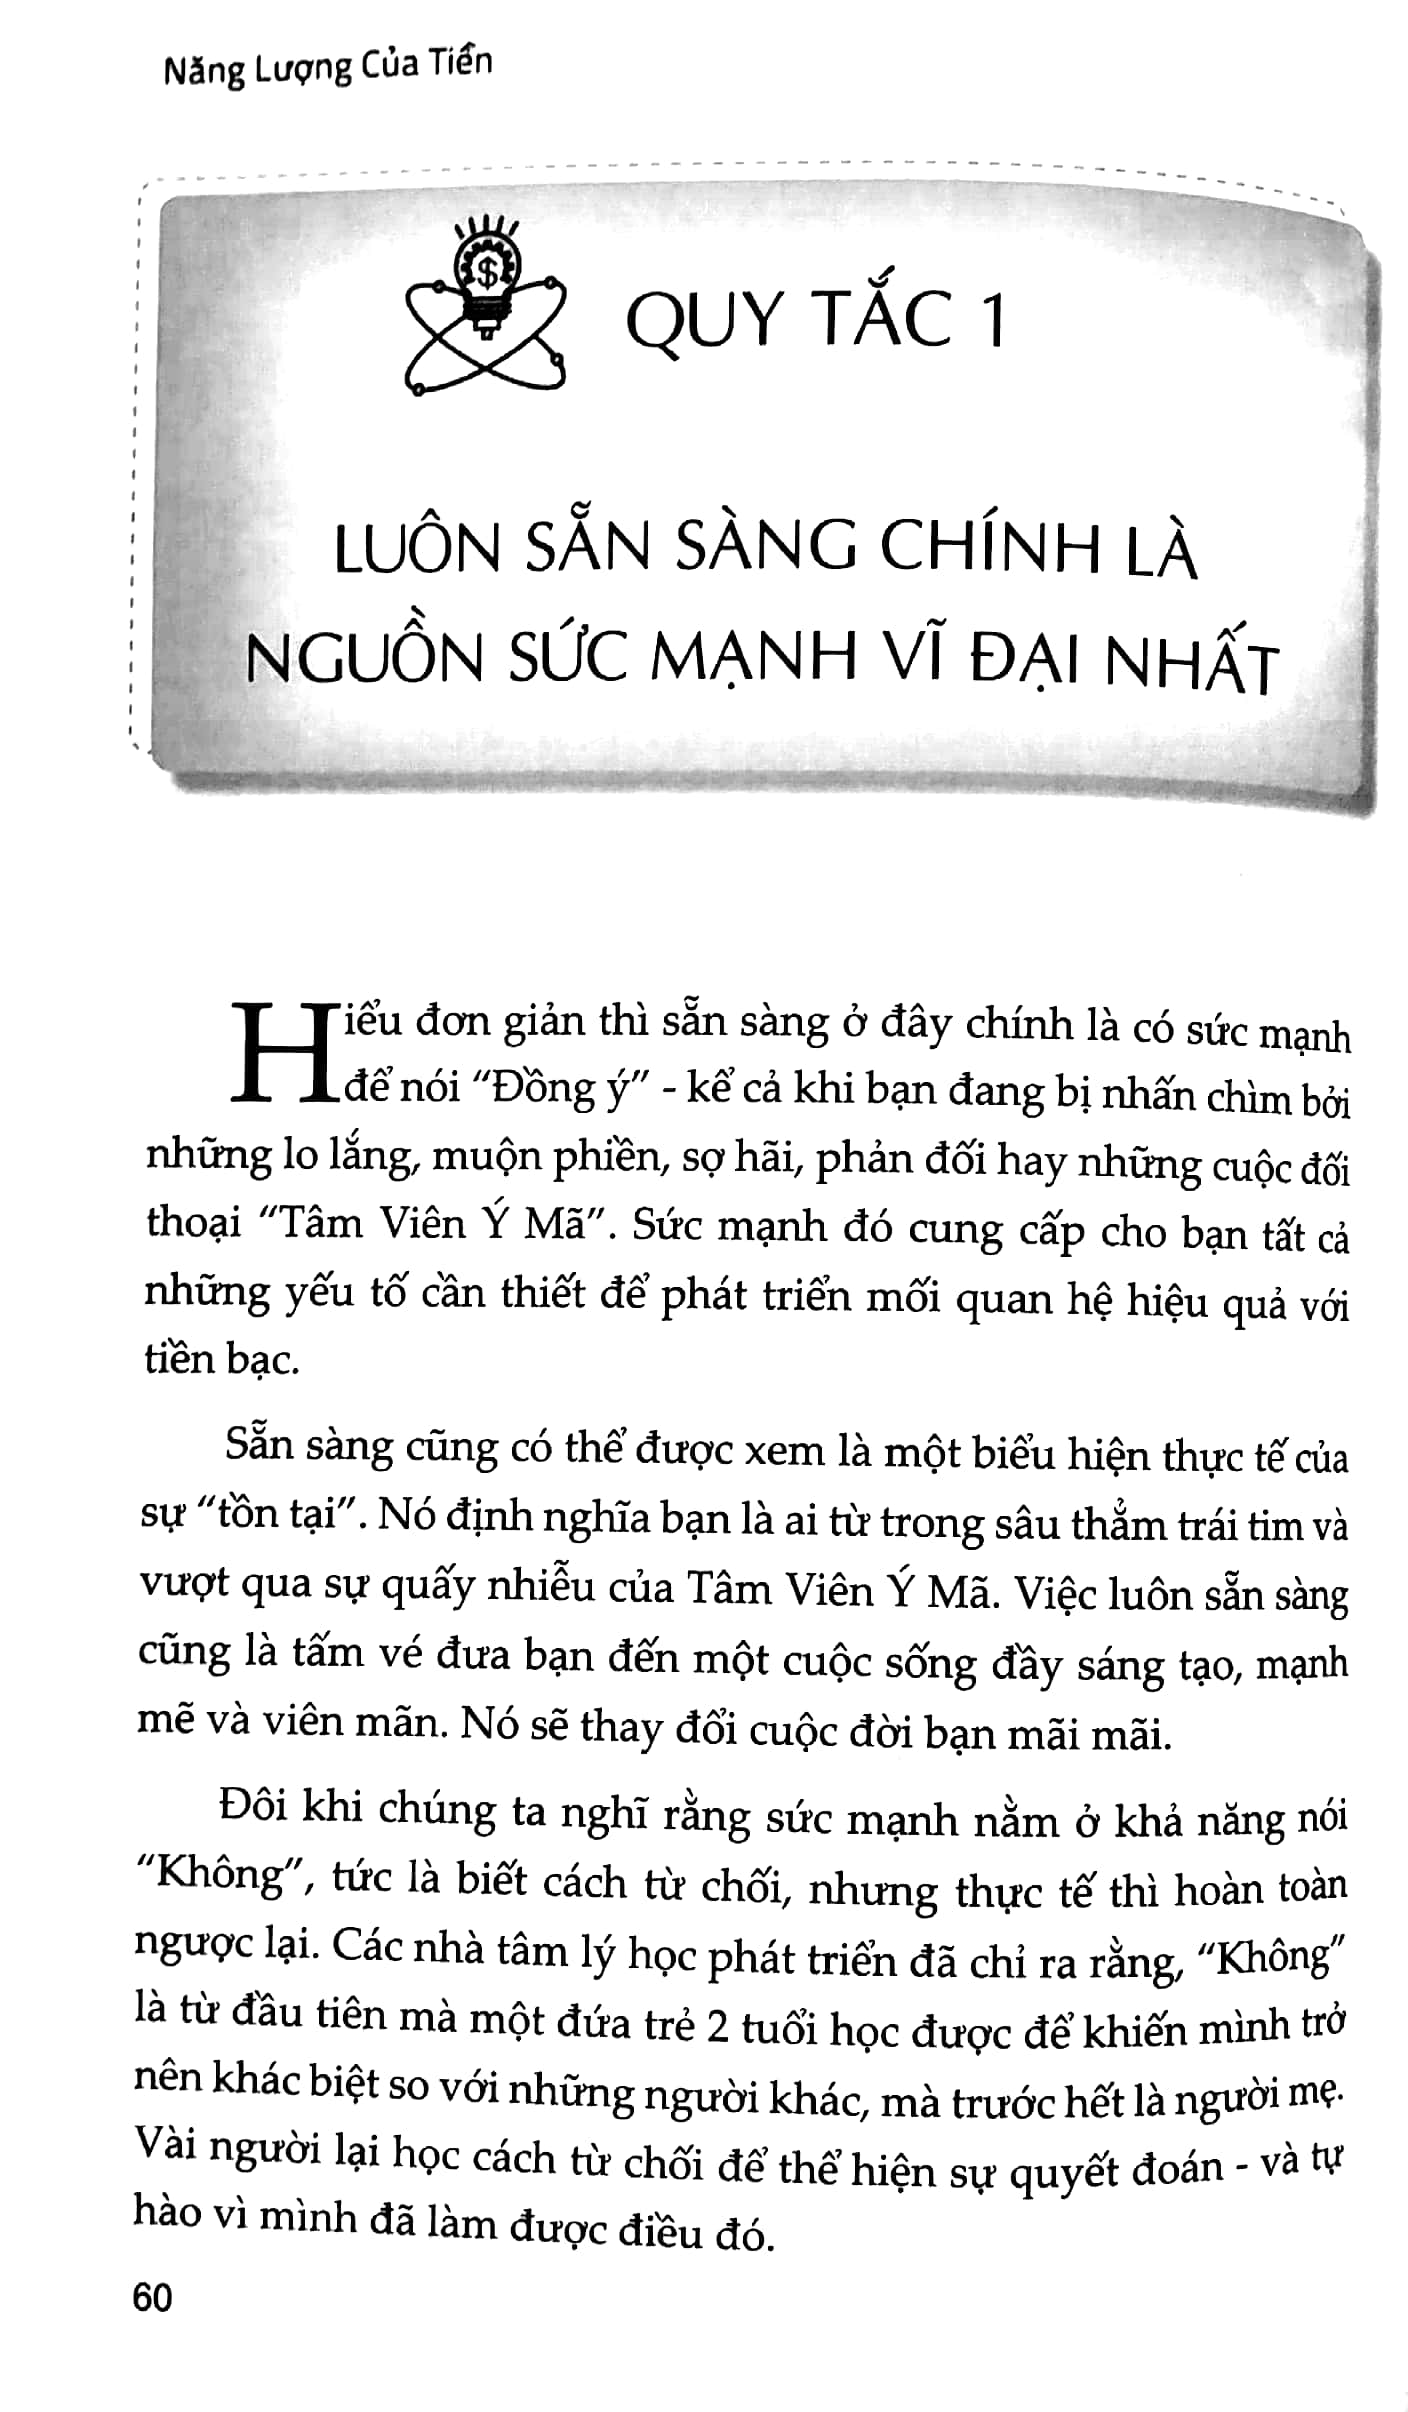 Năng Lượng Của Tiền
$
QUY TẮC 1
LUÔN SẴN SÀNG CHÍNH LÀ
NGUỒN SỨC MẠNH VĨ ĐẠI NHẤT
Hiểu đơn giản thì sẵn sàng ở đây chính là có sức mạnh
để nói "Đồng ý" - kể cả khi bạn đang bị nhấn chìm bởi
những lo lắng, muộn phiền, sợ hãi, phản đối hay những cuộc đối
thoại "Tâm Viên Ý Mã". Sức mạnh đó cung cấp cho bạn tất cả
những yếu tố cần thiết để phát triển mối quan hệ hiệu quả với
tiền bạc.
Sẵn sàng cũng có thể được xem là một biểu hiện thực tế của
sự "tồn tại". Nó định nghĩa bạn là ai từ trong sâu thẳm trái tim và
vượt qua sự quấy nhiễu của Tâm Viên Ý Mã. Việc luôn sẵn sàng
cũng là tấm vé đưa bạn đến một cuộc sống đầy sáng tạo, mạnh
mẽ và viên mãn. Nó sẽ thay đổi cuộc đời bạn mãi mãi.
Đôi khi chúng ta nghĩ rằng sức mạnh nằm ở khả năng nói
"Không", tức là biết cách từ chối, nhưng thực tế thì hoàn toàn
ngược lại. Các nhà tâm lý học phát triển đã chỉ ra rằng, "Không"
là từ đầu tiên mà một đứa trẻ 2 tuổi học được để khiến mình trở
nên khác biệt so với những người khác, mà trước hết là người mẹ.
Vài người lại học cách từ chối để thể hiện sự quyết đoán - và tự
hào vì mình đã làm được điều đó.
60